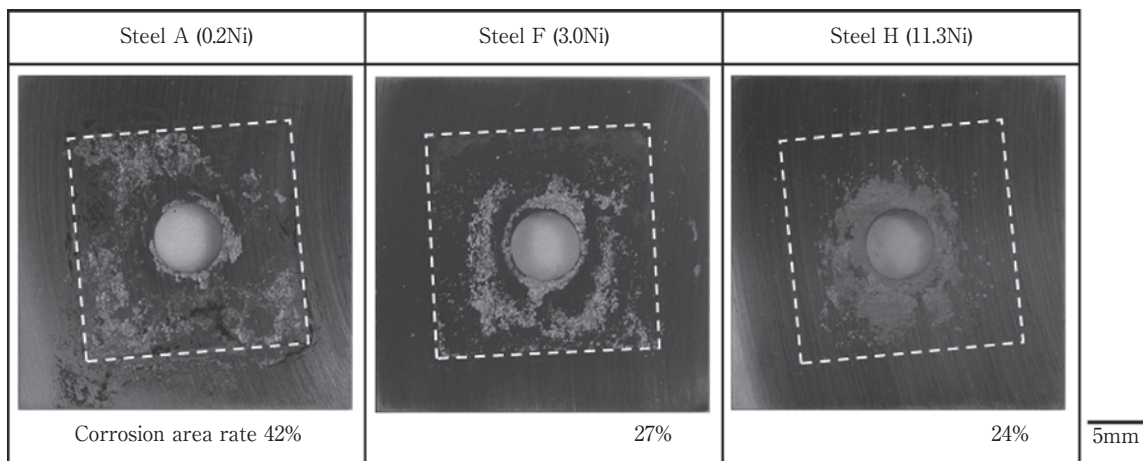 Steel A (0.2Ni)
Steel F (3.0Ni)
Steel H (11.3Ni)
Corrosion area rate 42%
27%
24%
5mm